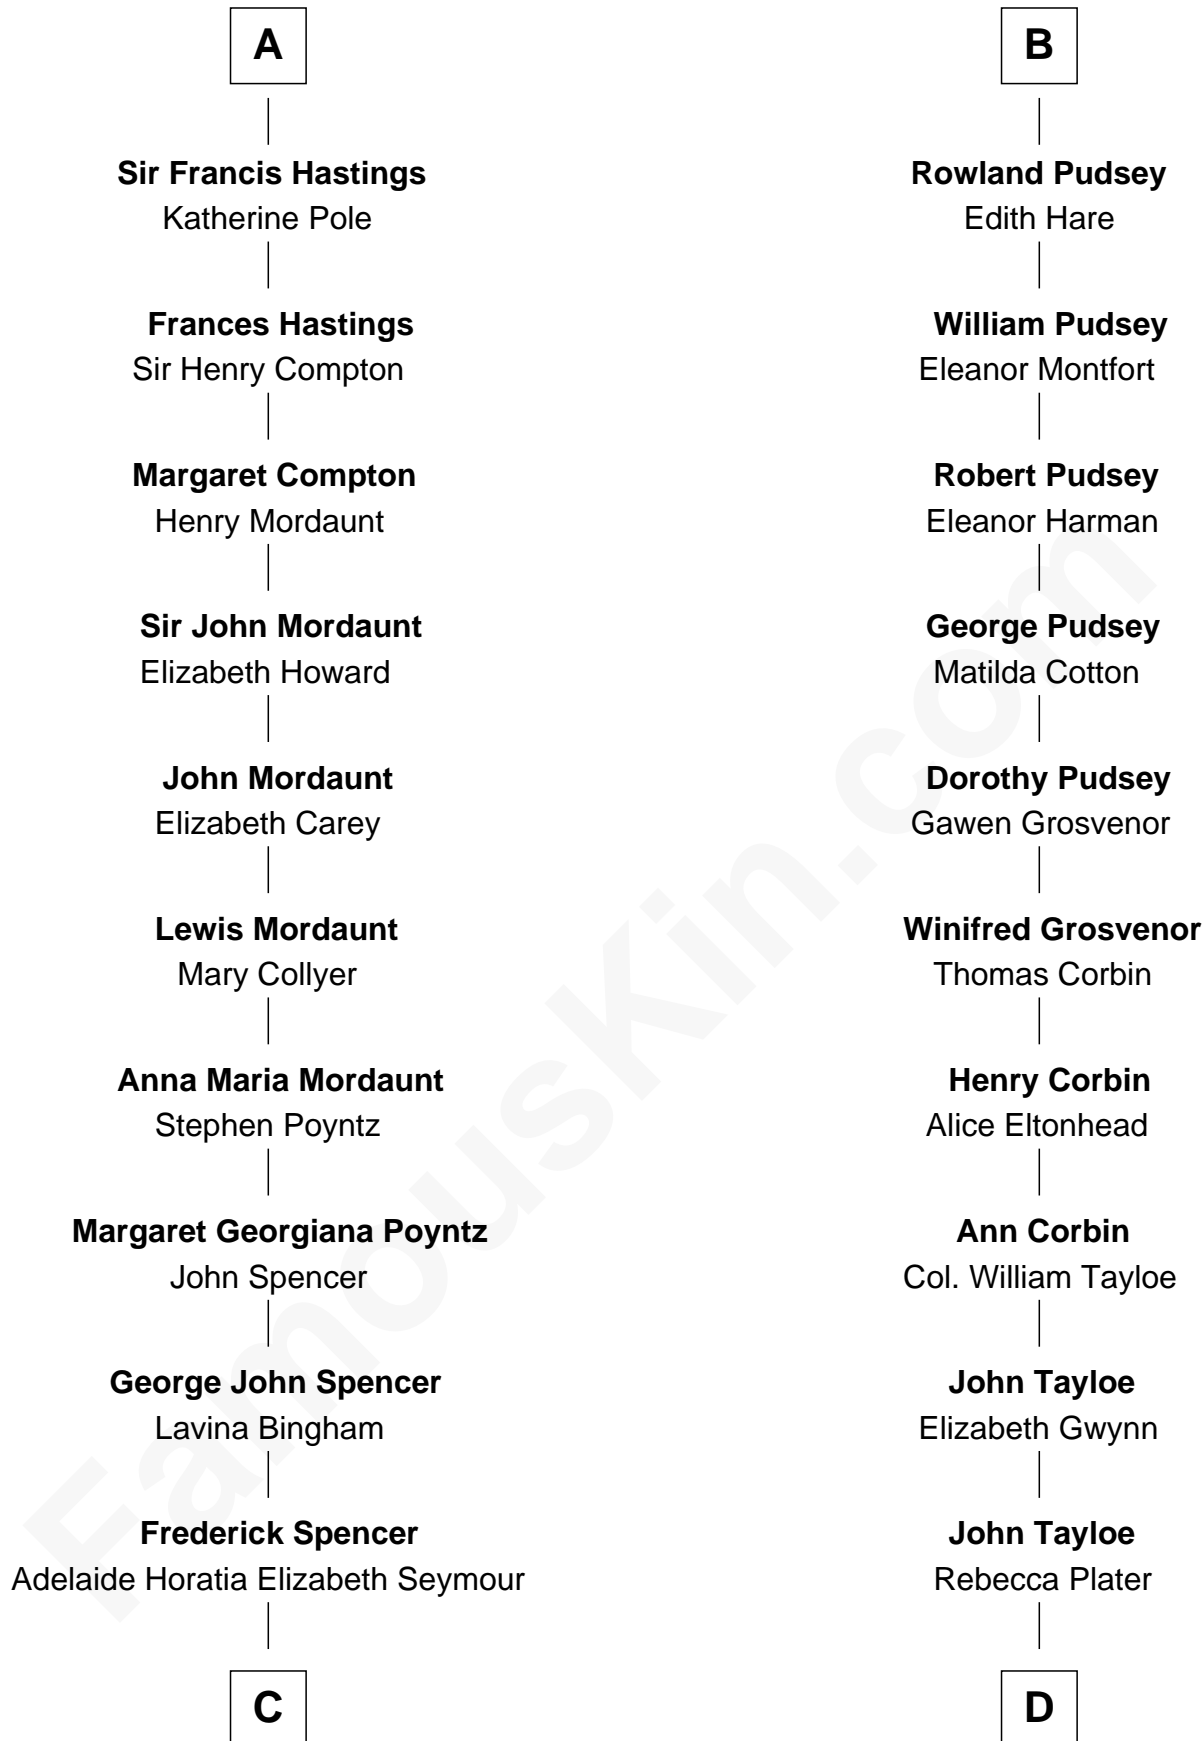 A
Sir Francis Hastings
Katherine Pole
Frances Hastings
Sir Henry Compton
Margaret Compton
Henry Mordaunt
Sir John Mordaunt
Elizabeth Howard
John Mordaunt
Elizabeth Carey
Lewis Mordaunt
Mary Collyer
Anna Maria Mordaunt
Stephen Poyntz
Margaret Georgiana Poyntz
John Spencer
George John Spencer
Lavina Bingham
Frederick Spencer
Adelaide Horatia Elizabeth Seymour
C
B
Rowland Pudsey
Edith Hare
William Pudsey
Eleanor Montfort
Robert Pudsey
Eleanor Harman
George Pudsey
Matilda Cotton
Dorothy Pudsey
Gawen Grosvenor
Winifred Grosvenor
Thomas Corbin
Henry Corbin
Alice Eltonhead
Ann Corbin
Col. William Tayloe
John Tayloe
Elizabeth Gwynn
John Tayloe
Rebecca Plater
D
FamousKin.com